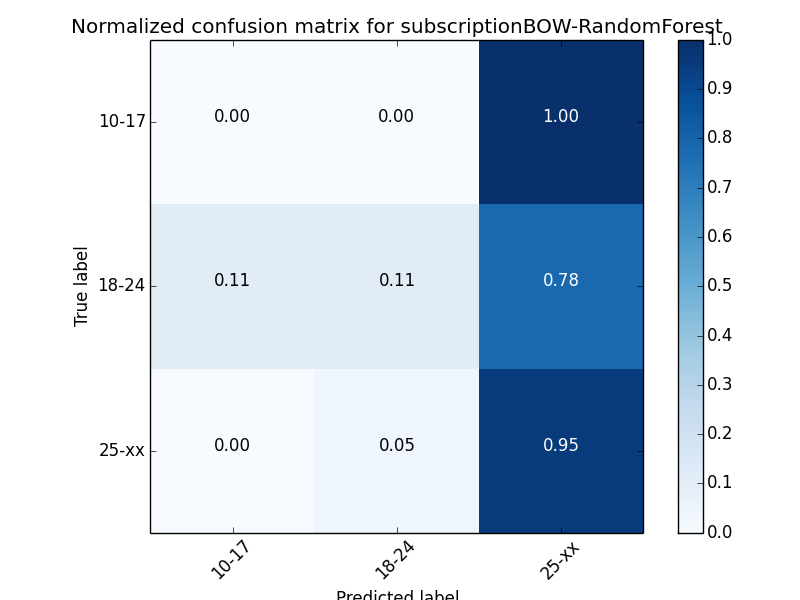 Normalized confusion matrix for subscriptionBOW-RandomForest
10-17 0.00 0.00 1.00
18-24 0.11 0.11 0.78
25-xx 0.00 0.05 0.95
True label
10-17 18-24 25-xx
Predicted label
1.0
0.9
0.8
0.7
0.6
0.5
0.4
0.3
0.2
0.1
0.0